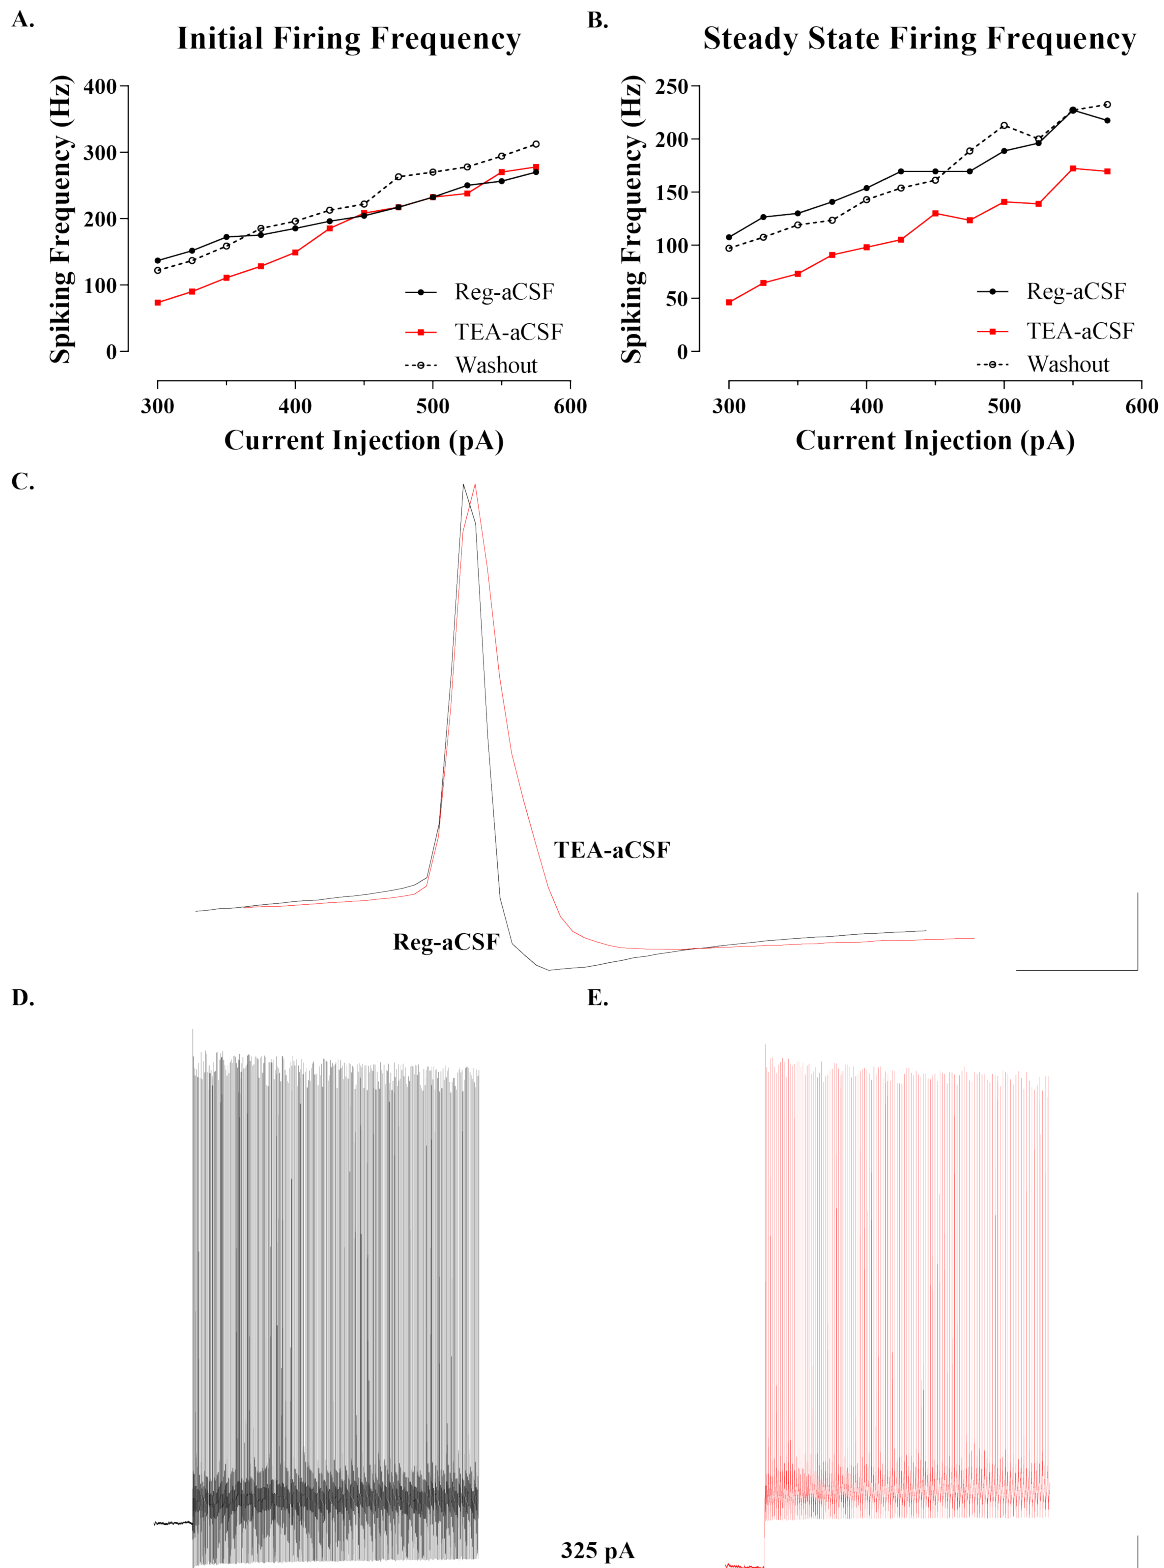 A.
Initial Firing Frequency
Spiking Frequency (Hz)
400
300
200
100
0
Reg-aCSF
TEA-aCSF
Washout
300
400
500
600
Current Injection (pA)
B.
Steady State Firing Frequency
Spiking Frequency (Hz)
250
200
150
100
50
0
Reg-aCSF
TEA-aCSF
Washout
300
400
500
600
Current Injection (pA)
C.
TEA-aCSF
Reg-aCSF
D.
E.
325 pA